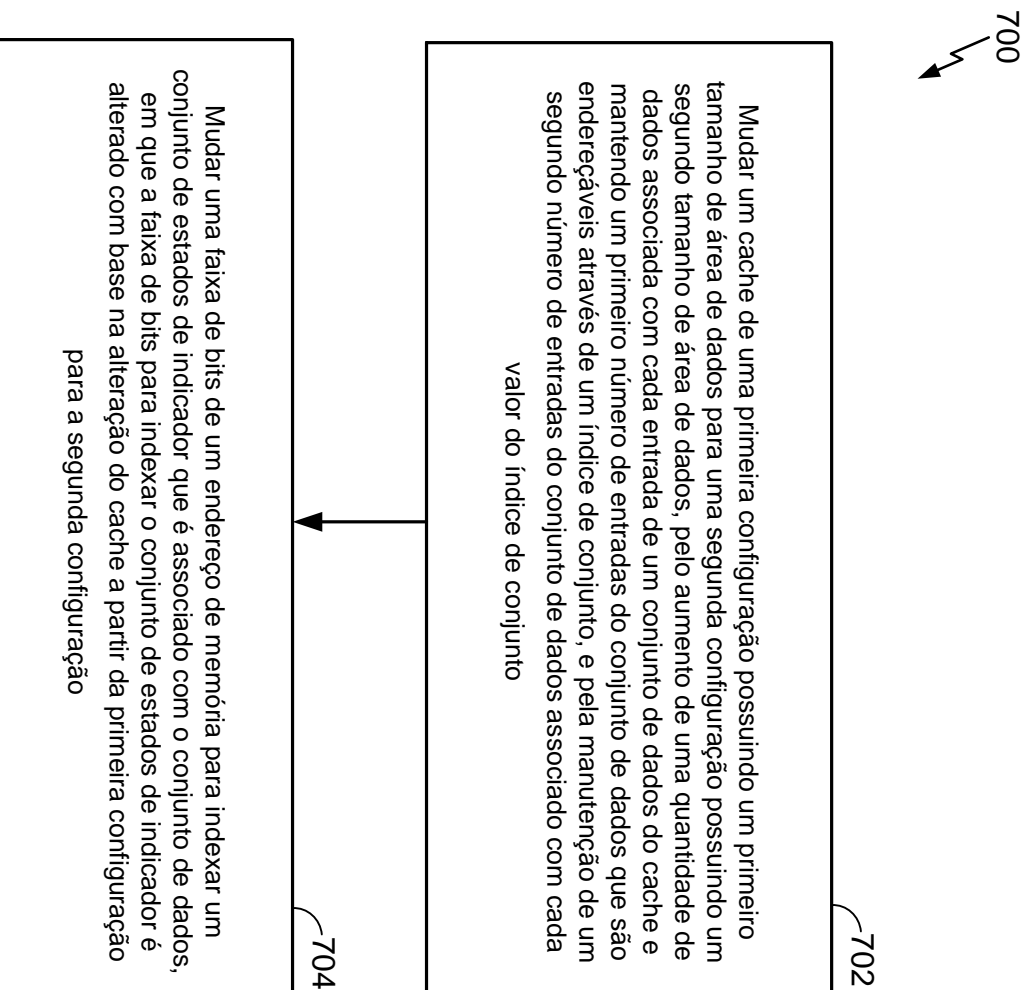 700
702
Mudar um cache de uma primeira configuração possuindo um primeiro
tamanho de área de dados para uma segunda configuração possuindo um
segundo tamanho de área de dados, pelo aumento de uma quantidade de
dados associada com cada entrada de um conjunto de dados do cache e
mantendo um primeiro número de entradas do conjunto de dados que são
endereçáveis através de um índice de conjunto, e pela manutenção de um
segundo número de entradas do conjunto de dados associado com cada
valor do índice de conjunto
704
Mudar uma faixa de bits de um endereço de memória para indexar um
conjunto de estados de indicador que é associado com o conjunto de dados,
em que a faixa de bits para indexar o conjunto de estados de indicador é
alterado com base na alteração do cache a partir da primeira configuração
para a segunda configuração